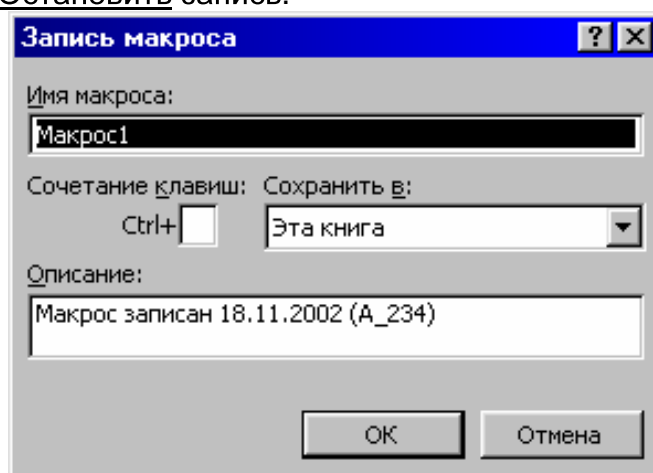 Остановить запись.
Запись макроса
Имя макроса:
Макрос1
Сочетание клавиш: Сохранить в:
Ctrl+ Эта книга
Описание:
Макрос записан 18.11.2002 (A_234)
ОК Отмена